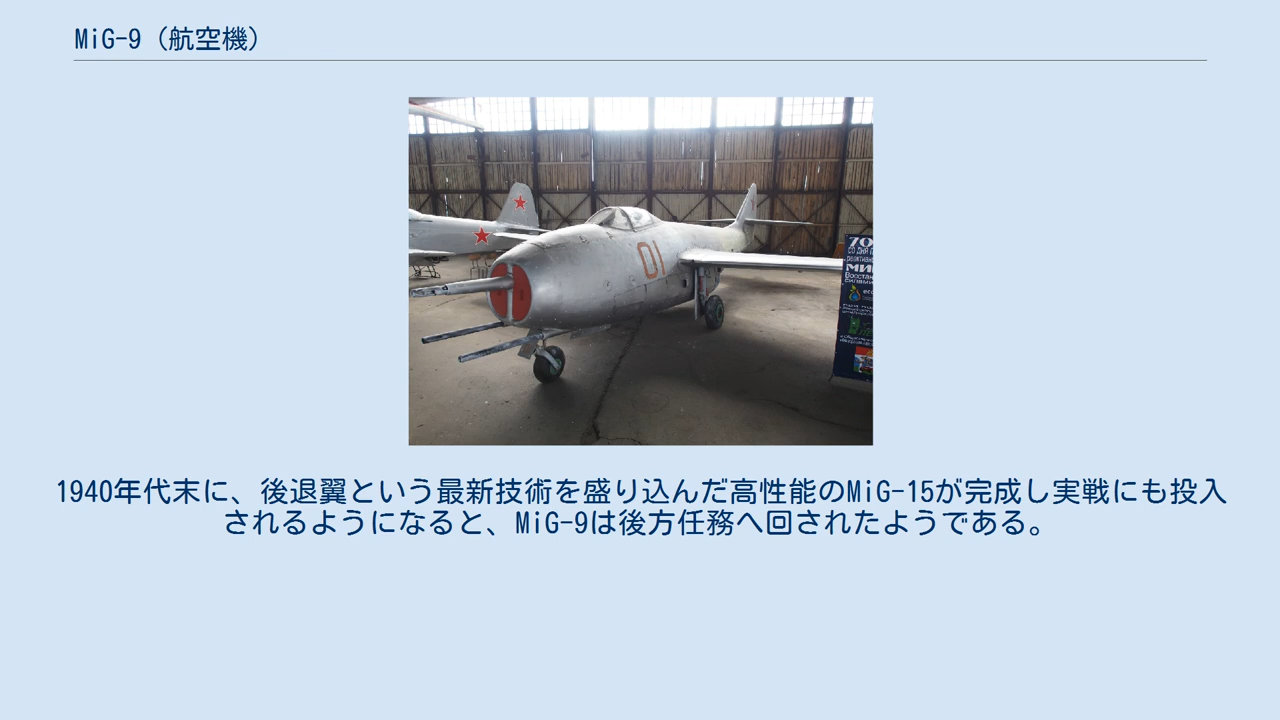 MiG-9（航空機）
01
70
МИ
1940年代末に、後退翼という最新技術を盛り込んだ高性能のMiG-15が完成し実戦にも投入
されるようになると、MiG-9は後方任務へ回されたようである。